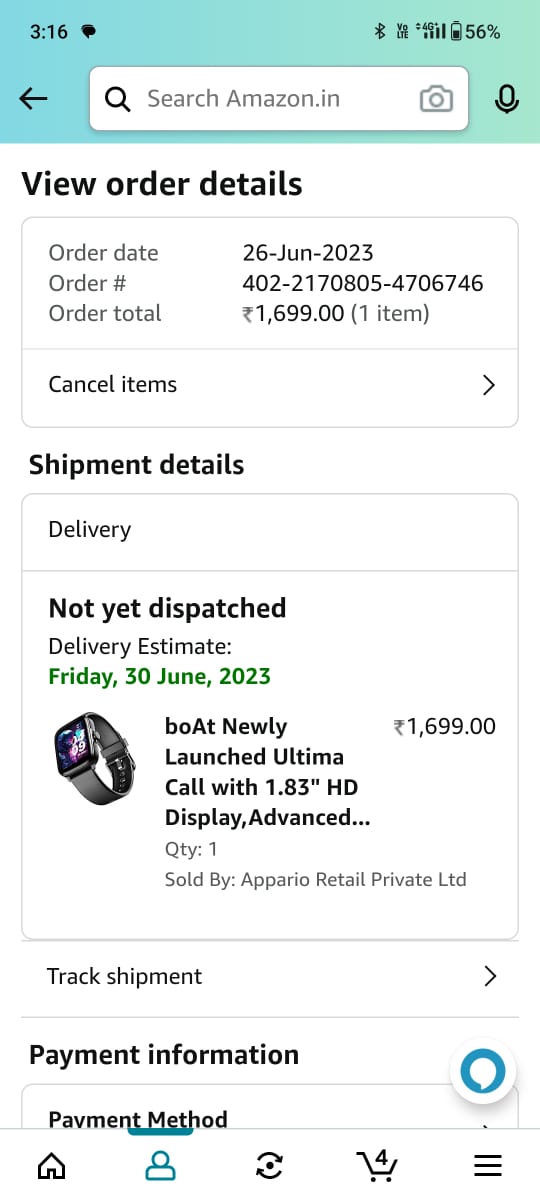 3:16
Vo
LTE
4G+
56%
Search Amazon.in
View order details
Order date 26-Jun-2023
Order # 402-2170805-4706746
Order total ₹1,699.00 (1 item)
Cancel items
Shipment details
Delivery
Not yet dispatched
Delivery Estimate:
Friday, 30 June, 2023
boAt Newly ₹1,699.00
Launched Ultima
Call with 1.83" HD
Display,Advanced...
Qty: 1
Sold By: Appario Retail Private Ltd
Track shipment
Payment information
Payment Method
4